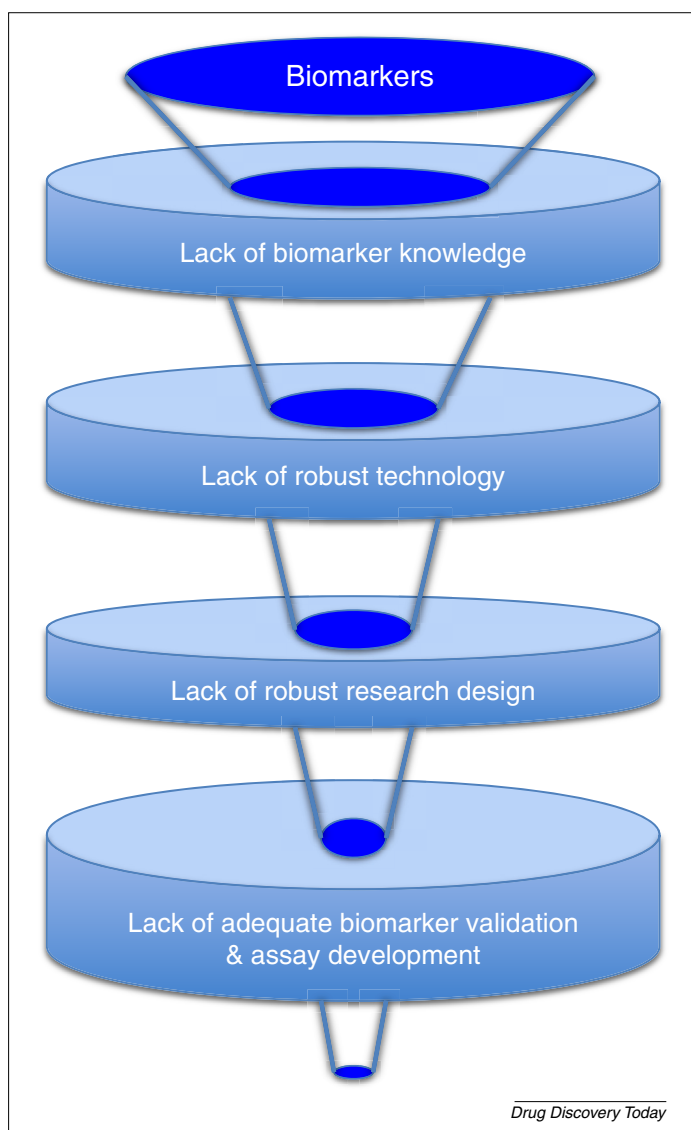 Biomarkers
Lack of biomarker knowledge
Lack of robust technology
Lack of robust research design
Lack of adequate biomarker validation
& assay development
Drug Discovery Today